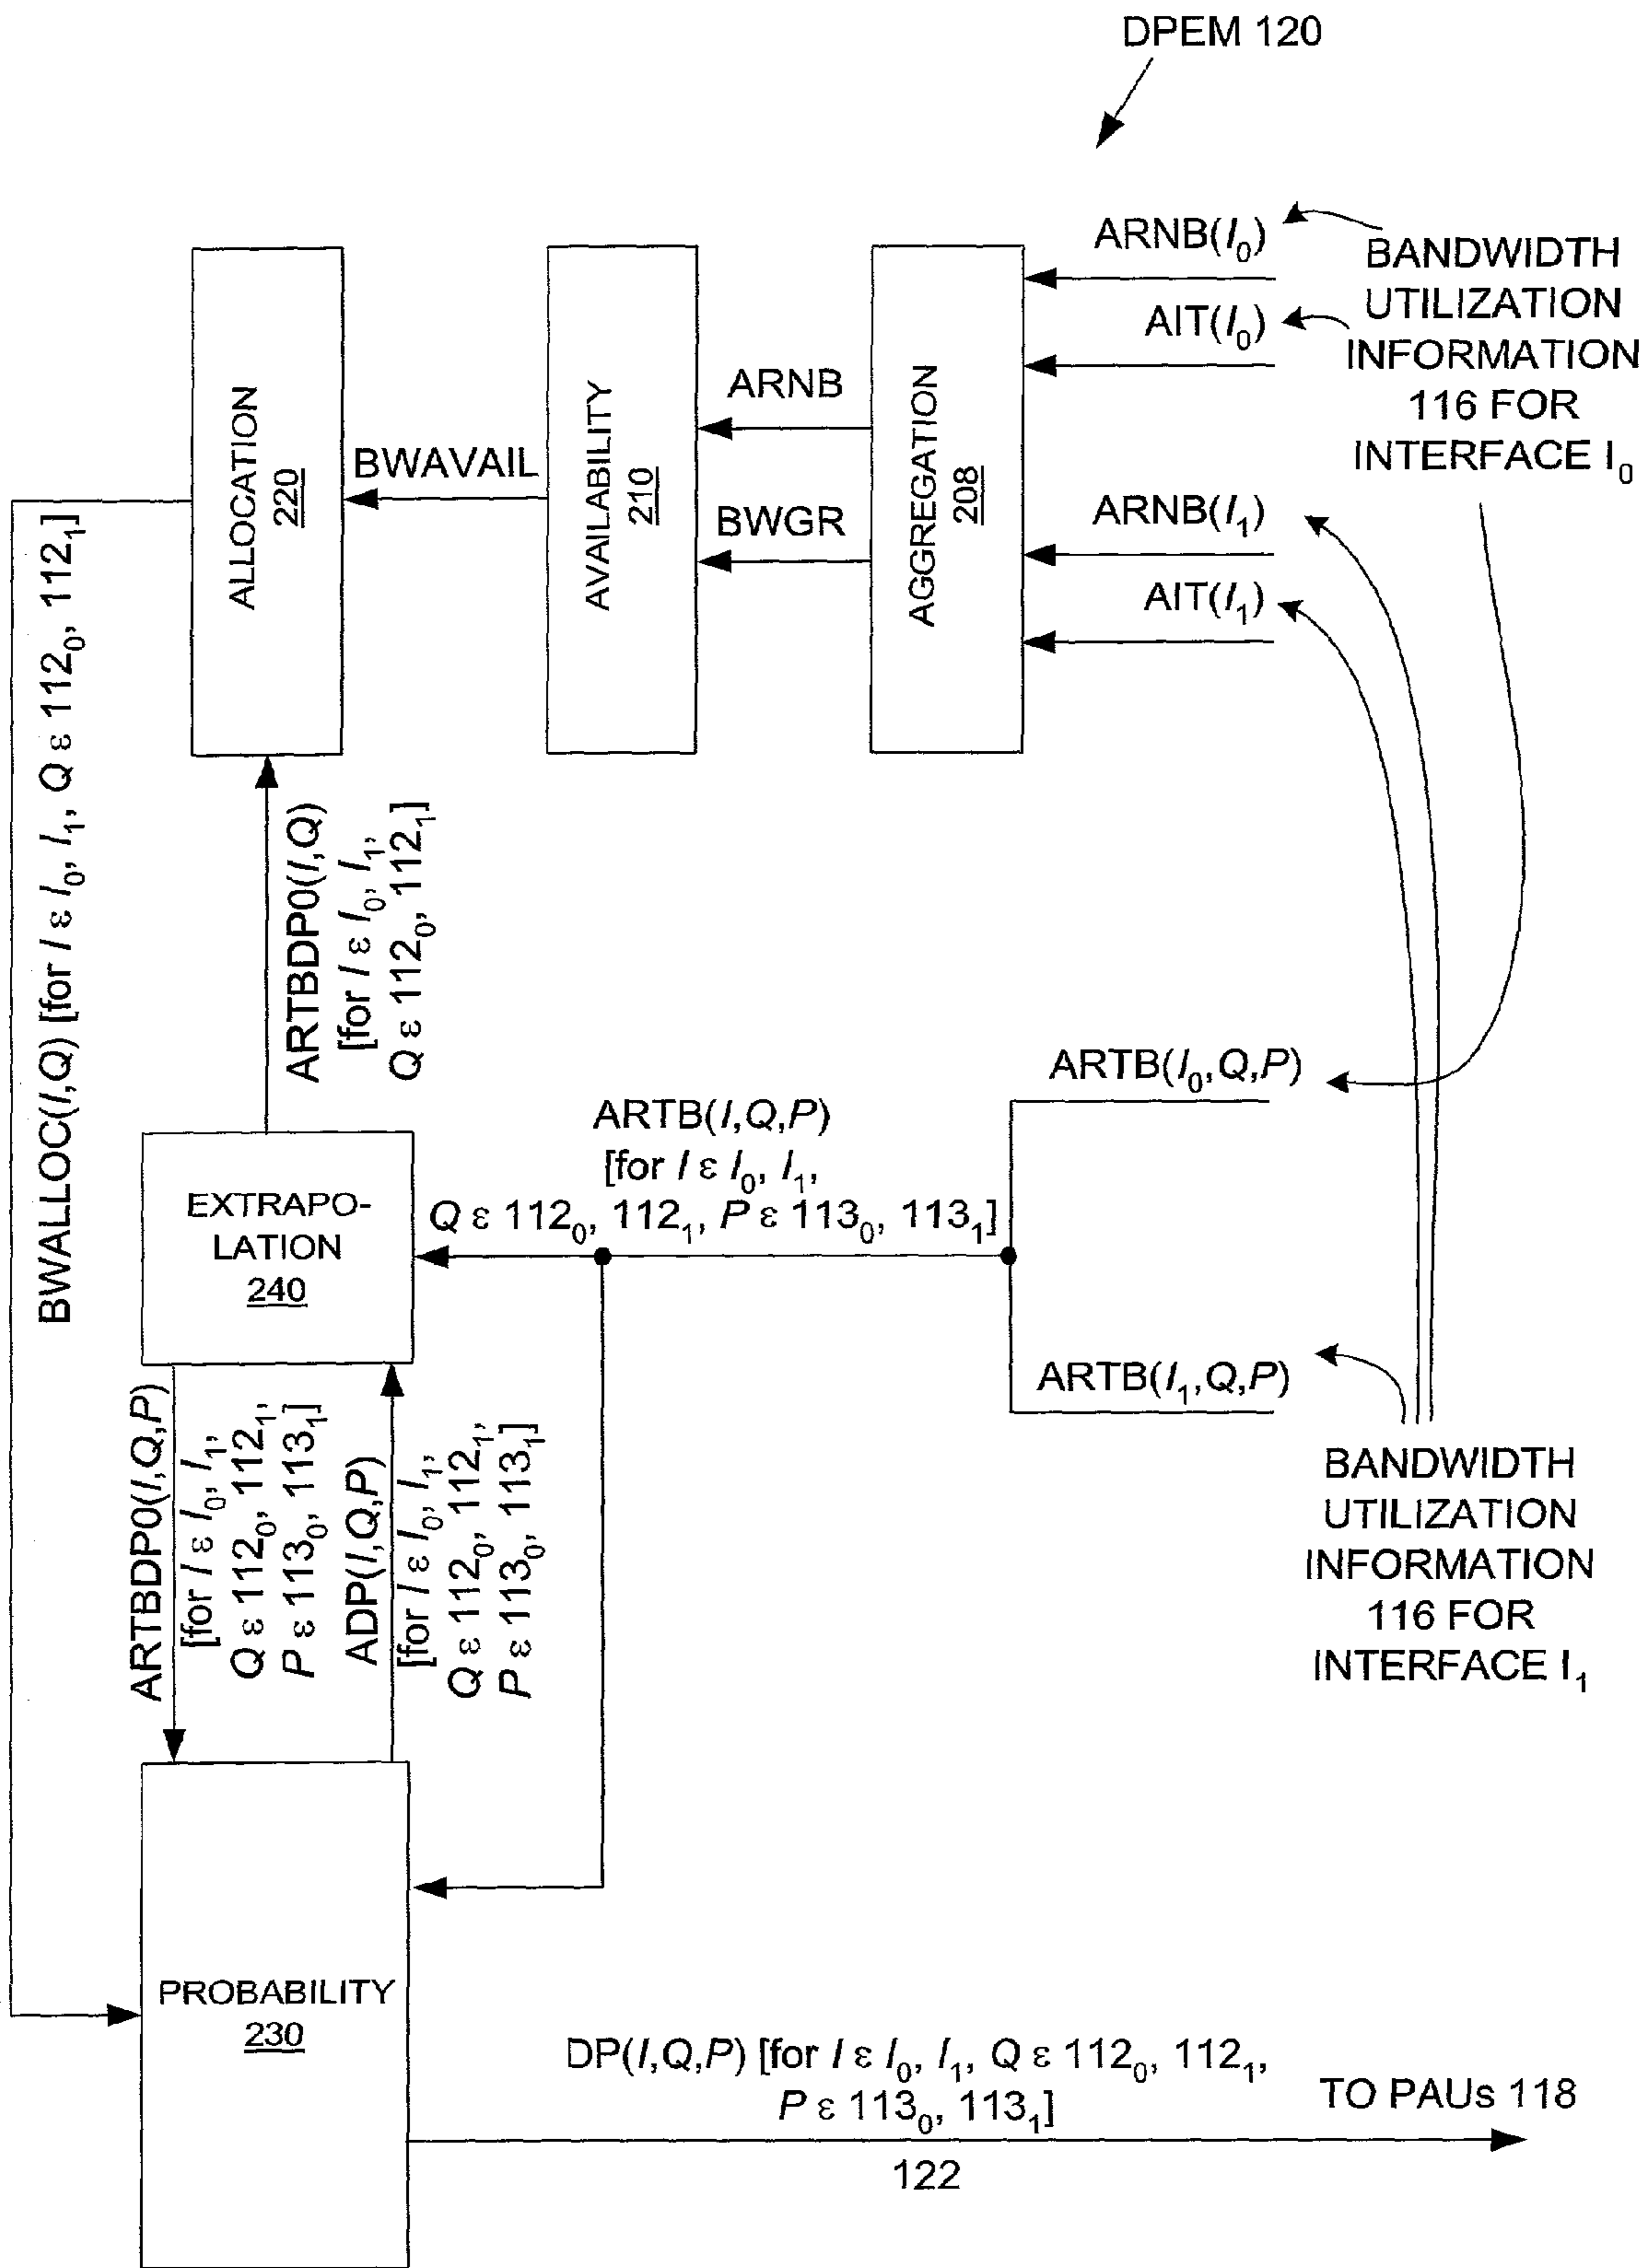 DPEM 120
ARNB(I₀)
AIT(I₀)
BANDWIDTH
UTILIZATION
INFORMATION
116 FOR
INTERFACE I₀
ARNB(I₁)
AIT(I₁)
AGGREGATION
208
ARNB
BWGR
AVAILABILITY
210
BWAVAIL
ALLOCATION
220
BWALLOC(I,Q) [for I ε I₀, I₁, Q ε 112₀, 112₁]
ARTBDP0(I,Q)
[for I ε I₀, I₁,
Q ε 112₀, 112₁]
EXTRAPO-
LATION
240
ARTB(I,Q,P)
[for I ε I₀, I₁,
Q ε 112₀, 112₁, P ε 113₀, 113₁]
ARTB(I₀,Q,P)
ARTB(I₁,Q,P)
BANDWIDTH
UTILIZATION
INFORMATION
116 FOR
INTERFACE I₁
ARTBDP0(I,Q,P)
[for I ε I₀, I₁,
Q ε 112₀, 112₁,
P ε 113₀, 113₁]
ADP(I,Q,P)
[for I ε I₀, I₁,
Q ε 112₀, 112₁,
P ε 113₀, 113₁]
PROBABILITY
230
DP(I,Q,P) [for I ε I₀, I₁, Q ε 112₀, 112₁,
P ε 113₀, 113₁]
122
TO PAUs 118